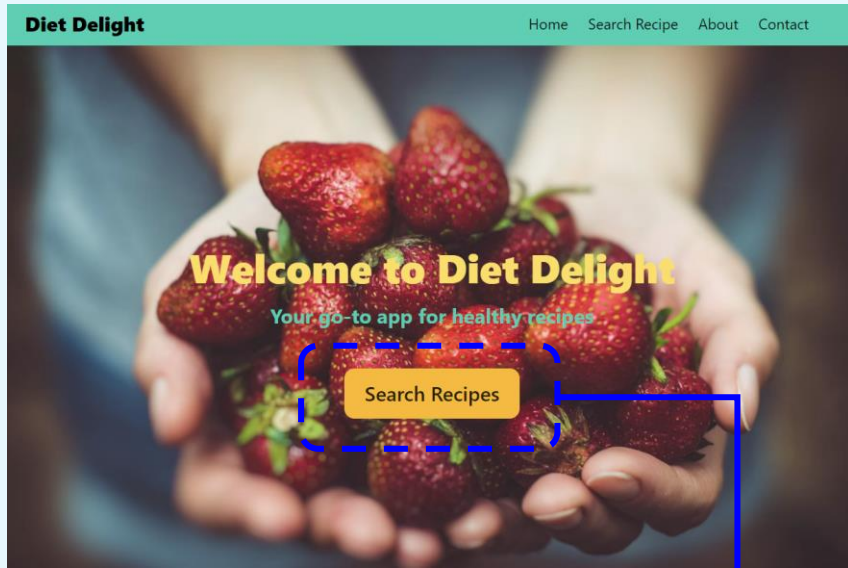 Diet Delight
Home Search Recipe About Contact
Welcome to Diet Delight
Your go-to app for healthy recipes
Search Recipes